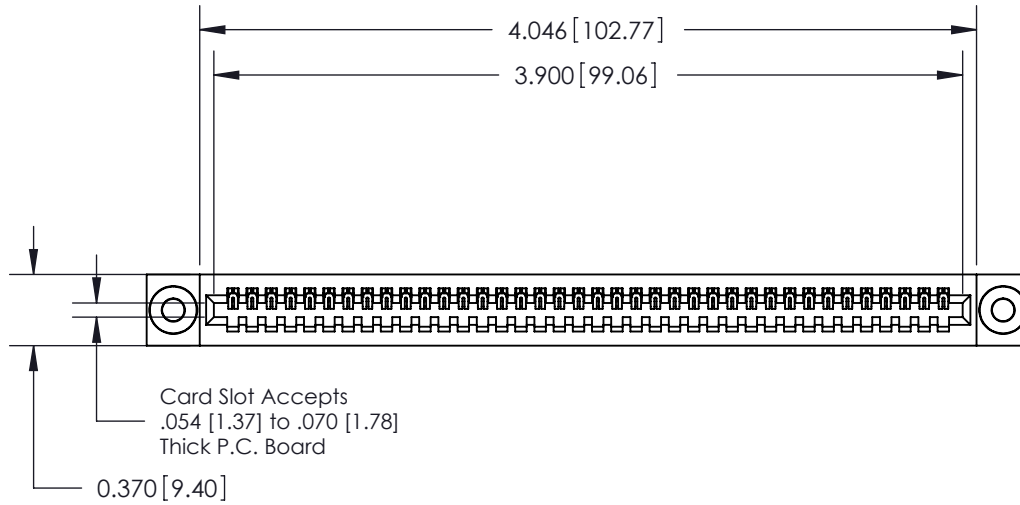 4.046[102.77]
3.900[99.06]
Card Slot Accepts
.054 [1.37] to .070 [1.78]
Thick P.C. Board
0.370[9.40]